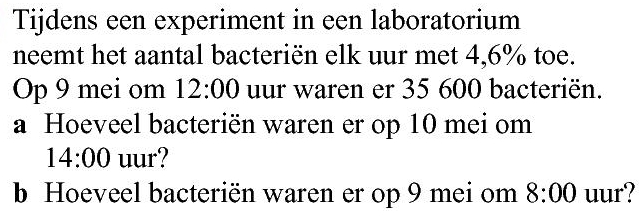 Tijdens een experiment in een laboratorium
neemt het aantal bacteriën elk uur met 4,6% toe.
Op 9 mei om 12:00 uur waren er 35 600 bacteriën.
a Hoeveel bacteriën waren er op 10 mei om
14:00 uur?
b Hoeveel bacteriën waren er op 9 mei om 8:00 uur?